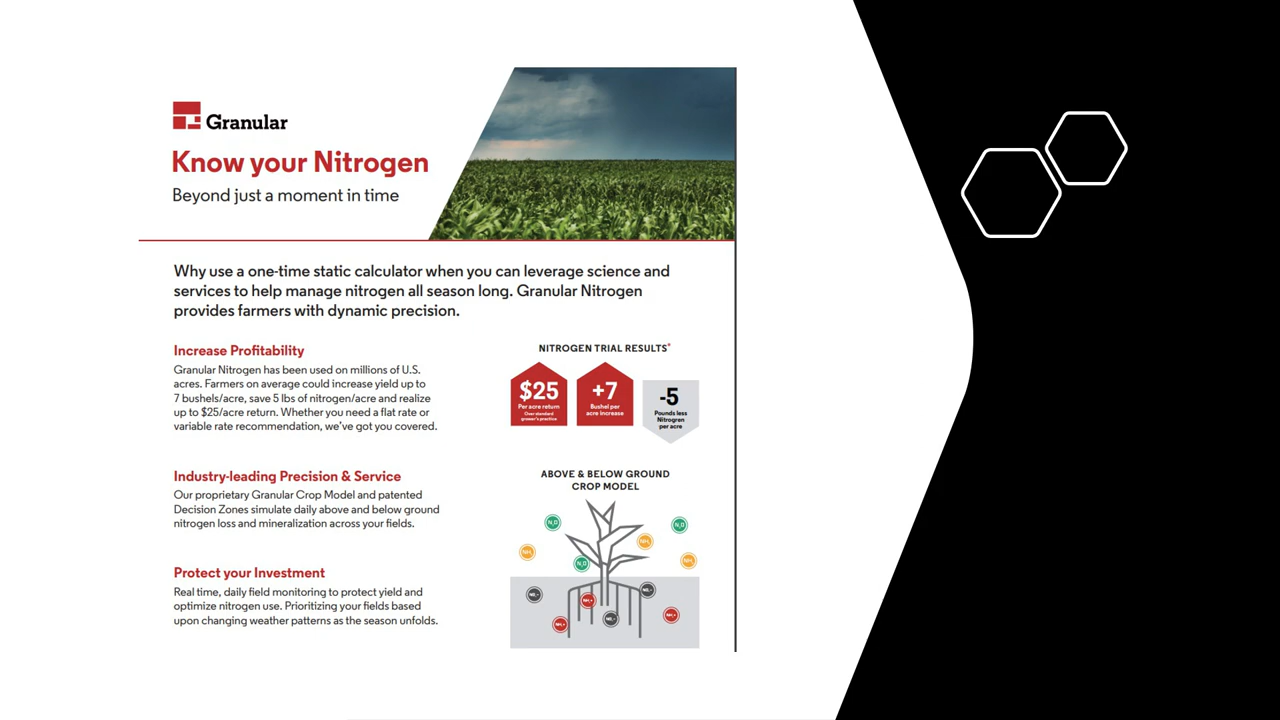 Granular
Know your Nitrogen
Beyond just a moment in time
Why use a one-time static calculator when you can leverage science and
services to help manage nitrogen all season long. Granular Nitrogen
provides farmers with dynamic precision.
Increase Profitability
Granular Nitrogen has been used on millions of U.S.
acres. Farmers on average could increase yield up to
7 bushels/acre, save 5 lbs of nitrogen/acre and realize
up to $25/acre return. Whether you need a flat rate or
variable rate recommendation, we've got you covered.
NITROGEN TRIAL RESULTS*
$25
Per acre return
Over standard
grower's practice
+7
Bushel per
acre increase
-5
Pounds less
Nitrogren
per acre
Industry-leading Precision & Service
Our proprietary Granular Crop Model and patented
Decision Zones simulate daily above and below ground
nitrogen loss and mineralization across your fields.
ABOVE & BELOW GROUND
CROP MODEL
N₂O
N₂O
N₂O
Protect your Investment
Real time, daily field monitoring to protect yield and
optimize nitrogen use. Prioritizing your fields based
upon changing weather patterns as the season unfolds.